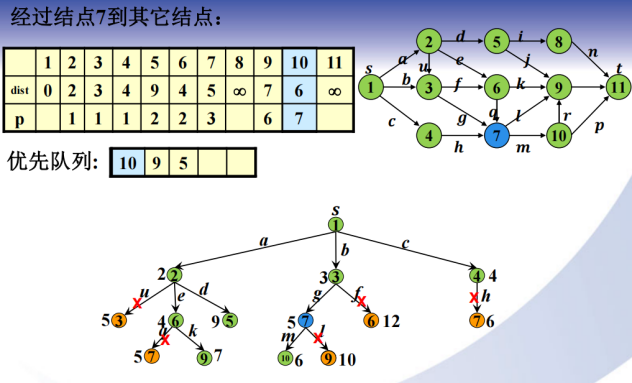 经过结点7到其它结点：
1 2 3 4 5 6 7 8 9 10 11
dist 0 2 3 4 9 4 5 ∞ 7 6 ∞
p 1 1 1 2 2 3 6 7
优先队列: 10 9 5
2 d 5 i 8
a u e j n
s t
1 b 3 f 6 k 9 11
c g q l r p
4 h 7 m 10
s
1
a b c
2 2 3 3 4 4
u e d g f h
5 3 4 6 9 5 5 7 6 12 7 6
q k m l
5 7 9 7 10 6 9 10